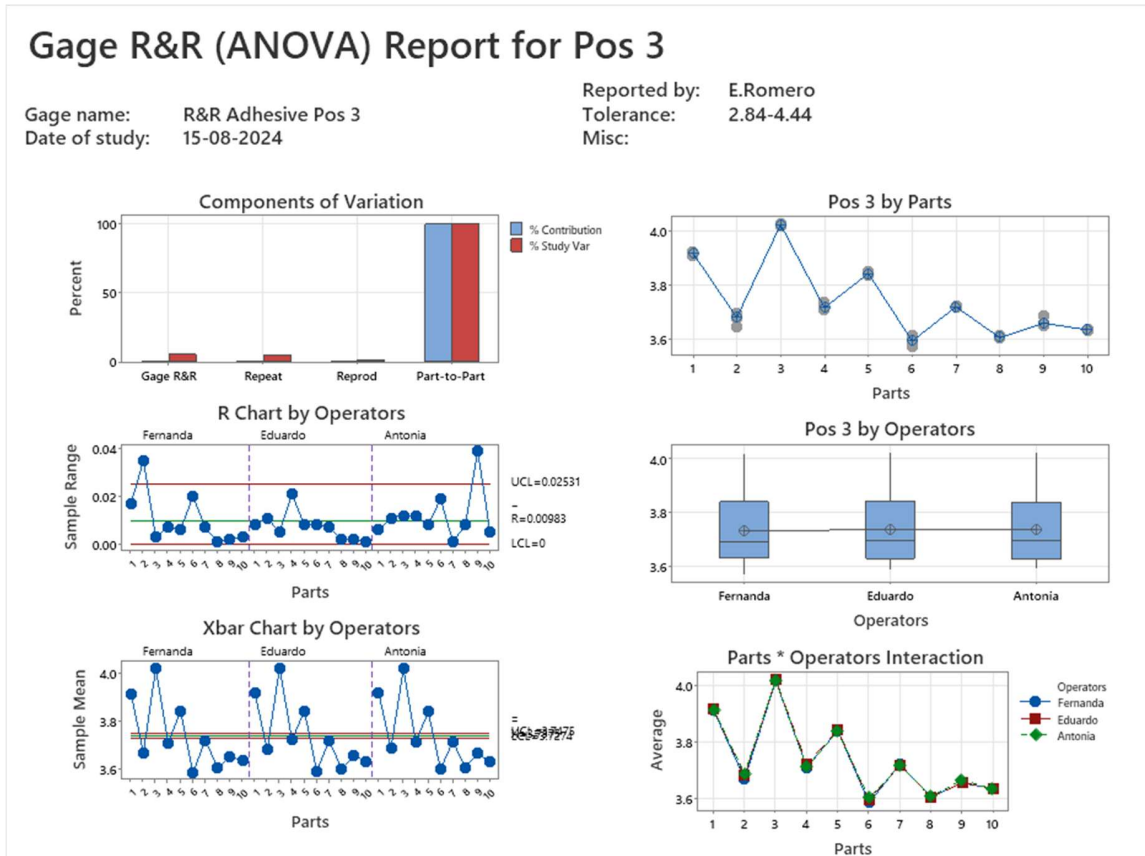 Gage R&R (ANOVA) Report for Pos 3
Reported by: E.Romero
Gage name: R&R Adhesive Pos 3
Tolerance: 2.84-4.44
Date of study: 15-08-2024
Misc:
Components of Variation
100
50
0
Percent
Gage R&R Repeat Reprod Part-to-Part
% Contribution
% Study Var
Pos 3 by Parts
4.0
3.8
3.6
1 2 3 4 5 6 7 8 9 10
Parts
R Chart by Operators
Fernanda Eduardo Antonia
0.04
0.02
0.00
Sample Range
UCL=0.02531
R=0.00983
LCL=0
1 2 3 4 5 6 7 8 9 10 1 2 3 4 5 6 7 8 9 10 1 2 3 4 5 6 7 8 9 10
Parts
Pos 3 by Operators
4.0
3.8
3.6
Fernanda Eduardo Antonia
Operators
Xbar Chart by Operators
Fernanda Eduardo Antonia
4.0
3.8
3.6
Sample Mean
1 2 3 4 5 6 7 8 9 10 1 2 3 4 5 6 7 8 9 10 1 2 3 4 5 6 7 8 9 10
Parts
Parts * Operators Interaction
4.0
3.8
3.6
Average
1 2 3 4 5 6 7 8 9 10
Parts
Operators
Fernanda
Eduardo
Antonia